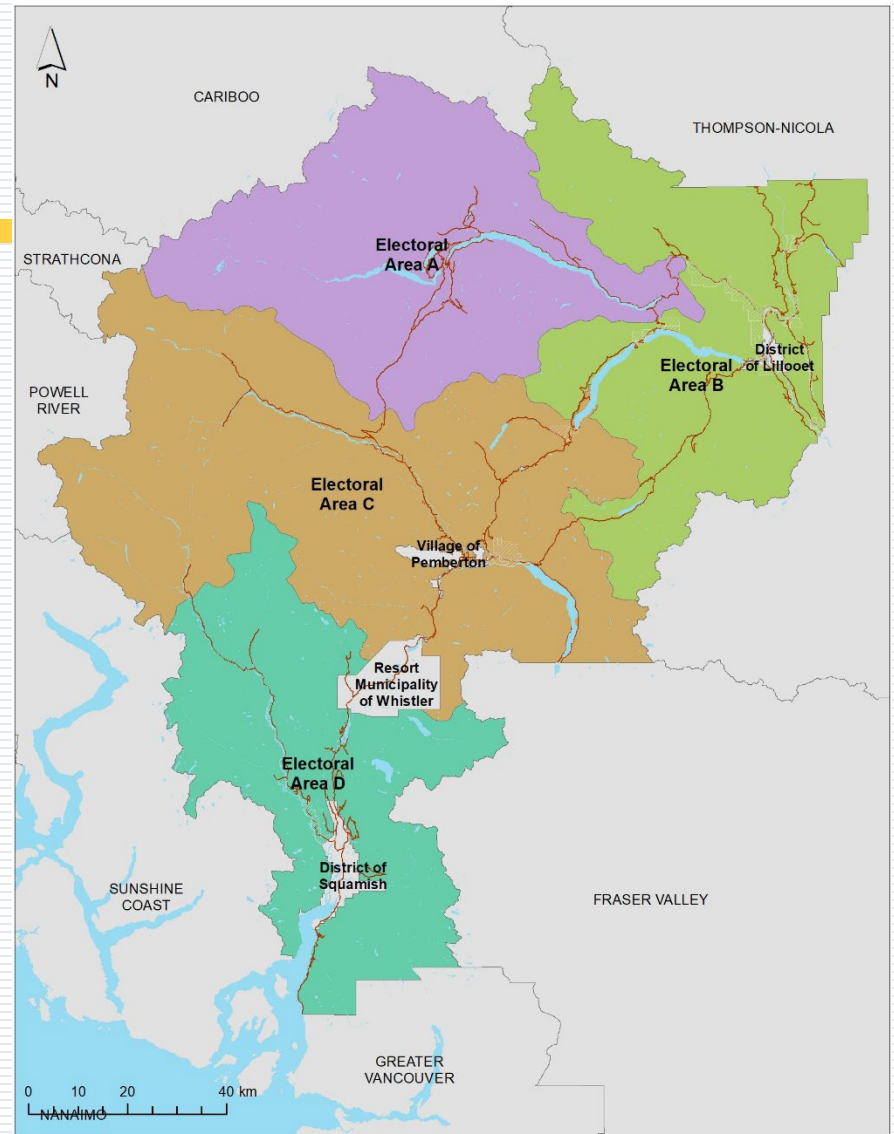 N
CARIBOO
THOMPSON-NICOLA
STRATHCONA
Electoral
Area A
POWELL
RIVER
Electoral
Area B
District
of Lillooet
Electoral
Area C
Village of
Pemberton
Resort
Municipality
of Whistler
Electoral
Area D
District of
Squamish
SUNSHINE
COAST
FRASER VALLEY
GREATER
VANCOUVER
0 10 20 40 km
NANAIMO